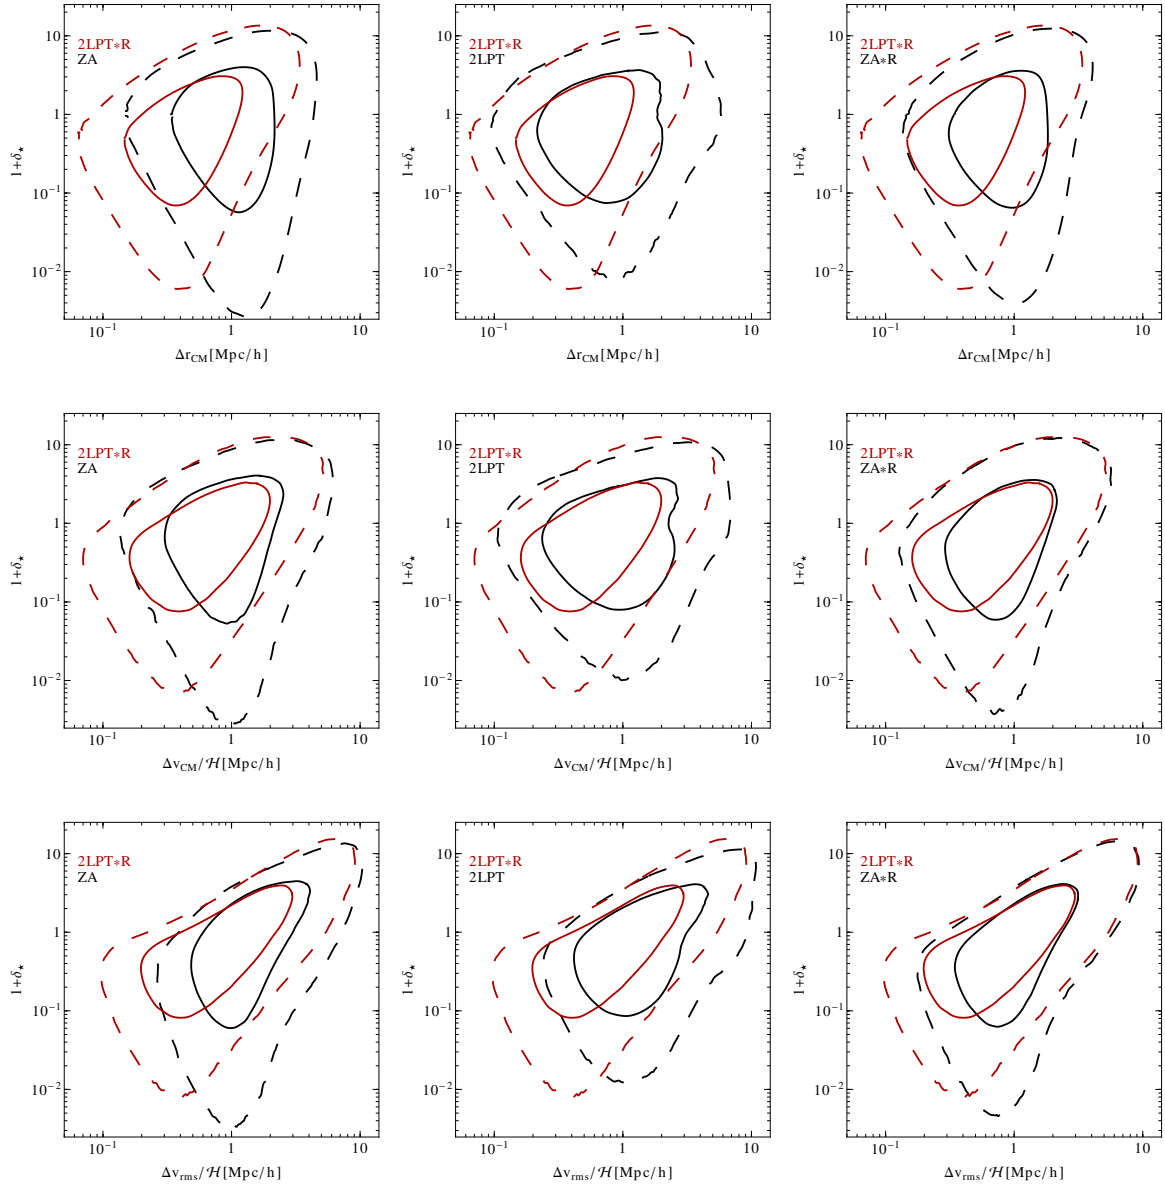 2LPT∗R
ZA
1+δ⋆
10
1
10⁻¹
10⁻²
10⁻¹ 1 10
Δr_CM[Mpc/h]
2LPT∗R
2LPT
1+δ⋆
10
1
10⁻¹
10⁻²
10⁻¹ 1 10
Δr_CM[Mpc/h]
2LPT∗R
ZA∗R
1+δ⋆
10
1
10⁻¹
10⁻²
10⁻¹ 1 10
Δr_CM[Mpc/h]
2LPT∗R
ZA
1+δ⋆
10
1
10⁻¹
10⁻²
10⁻¹ 1 10
Δv_CM/ℋ[Mpc/h]
2LPT∗R
2LPT
1+δ⋆
10
1
10⁻¹
10⁻²
10⁻¹ 1 10
Δv_CM/ℋ[Mpc/h]
2LPT∗R
ZA∗R
1+δ⋆
10
1
10⁻¹
10⁻²
10⁻¹ 1 10
Δv_CM/ℋ[Mpc/h]
2LPT∗R
ZA
1+δ⋆
10
1
10⁻¹
10⁻²
10⁻¹ 1 10
Δv_rms/ℋ[Mpc/h]
2LPT∗R
2LPT
1+δ⋆
10
1
10⁻¹
10⁻²
10⁻¹ 1 10
Δv_rms/ℋ[Mpc/h]
2LPT∗R
ZA∗R
1+δ⋆
10
1
10⁻¹
10⁻²
10⁻¹ 1 10
Δv_rms/ℋ[Mpc/h]